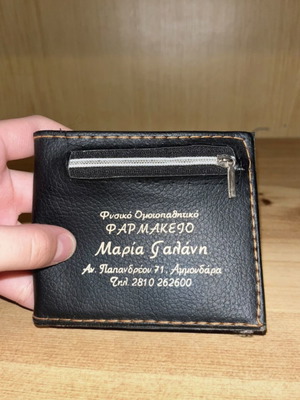 Φυσικό Ομοιοπαθητικό
ΦΑΡΜΑΚΕΙΟ
Μαρία Γαλάνη
Αν. Παπανδρέου 71, Αμμουδάρα
Τηλ. 2810 262600